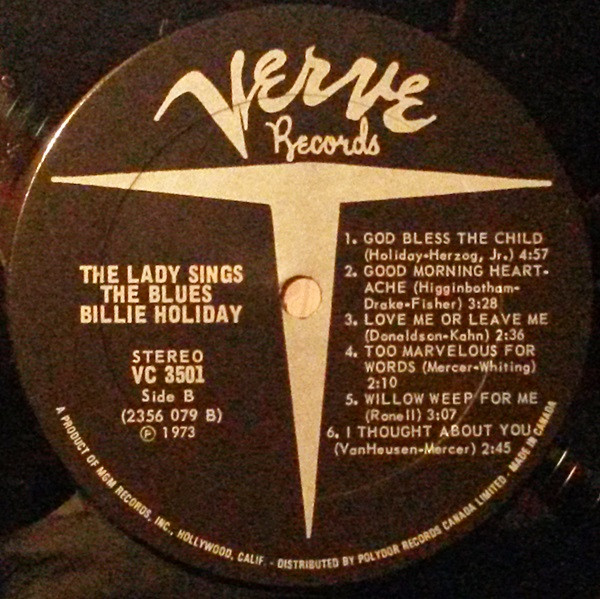 Verve
Records
THE LADY SINGS
THE BLUES
BILLIE HOLIDAY
STEREO
VC 3501
Side B
(2356 079 B)
℗ 1973
1. GOD BLESS THE CHILD
(Holiday-Herzog, Jr.) 4:57
2. GOOD MORNING HEART-
ACHE (Higginbotham-
Drake-Fisher) 3:28
3. LOVE ME OR LEAVE ME
(Donaldson-Kahn) 2:36
4. TOO MARVELOUS FOR
WORDS (Mercer-Whiting)
2:10
5. WILLOW WEEP FOR ME
(Ronell) 3:07
6. I THOUGHT ABOUT YOU
(VanHeusen-Mercer) 2:45
A PRODUCT OF MGM RECORDS, INC., HOLLYWOOD, CALIF. - DISTRIBUTED BY POLYDOR RECORDS CANADA LIMITED - MADE IN CANADA